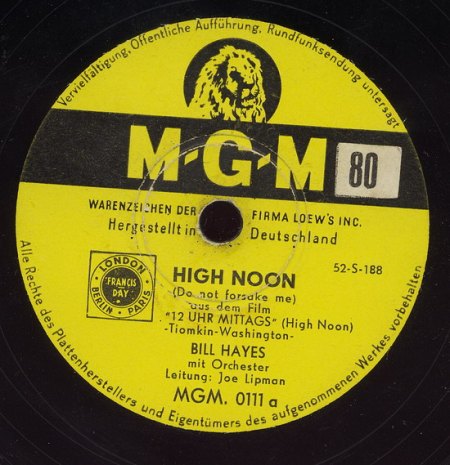 Vervielfältigung, Öffentliche Aufführung, Rundfunksendung untersagt
M-G-M
80
WARENZEICHEN DER FIRMA LOEW'S INC.
Hergestellt in Deutschland
52-S-188
HIGH NOON
(Do not forsake me)
aus dem Film
"12 UHR MITTAGS" (High Noon)
-Tiomkin-Washington-
LONDON
FRANCIS
DAY
BERLIN · PARIS
BILL HAYES
mit Orchester
Leitung: Joe Lipman
MGM. 0111 a
Alle Rechte des Plattenherstellers und Eigentümers des aufgenommenen Werkes vorbehalten